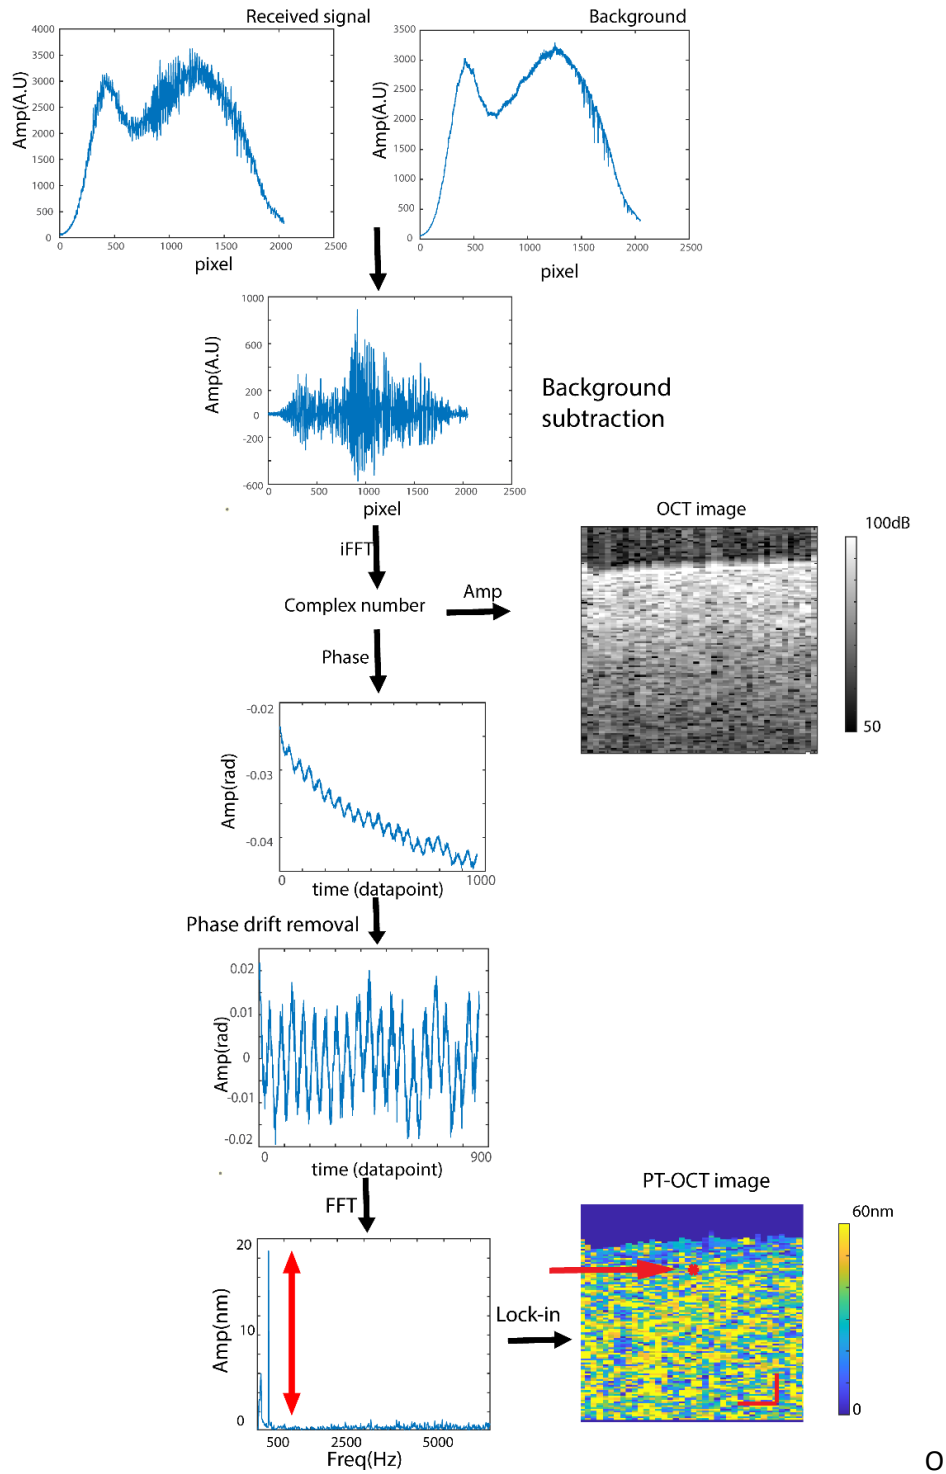 Received signal
Background
4000
3500
3000
2500
2000
1500
1000
500
0
Amp(A.U)
0 500 1000 1500 2000 2500
pixel
3500
3000
2500
2000
1500
1000
500
0
Amp(A.U)
0 500 1000 1500 2000 2500
pixel
1000
600
200
0
-200
-600
Amp(A.U)
0 500 1000 1500 2000 2500
pixel
Background
subtraction
iFFT
Complex number
Amp
OCT image
100dB
50
Phase
-0.02
-0.03
-0.04
Amp(rad)
0 1000
time (datapoint)
Phase drift removal
0.02
0.01
0
-0.01
-0.02
Amp(rad)
0 900
time (datapoint)
FFT
PT-OCT image
60nm
0
20
10
0
Amp(nm)
500 2500 5000
Freq(Hz)
Lock-in
O